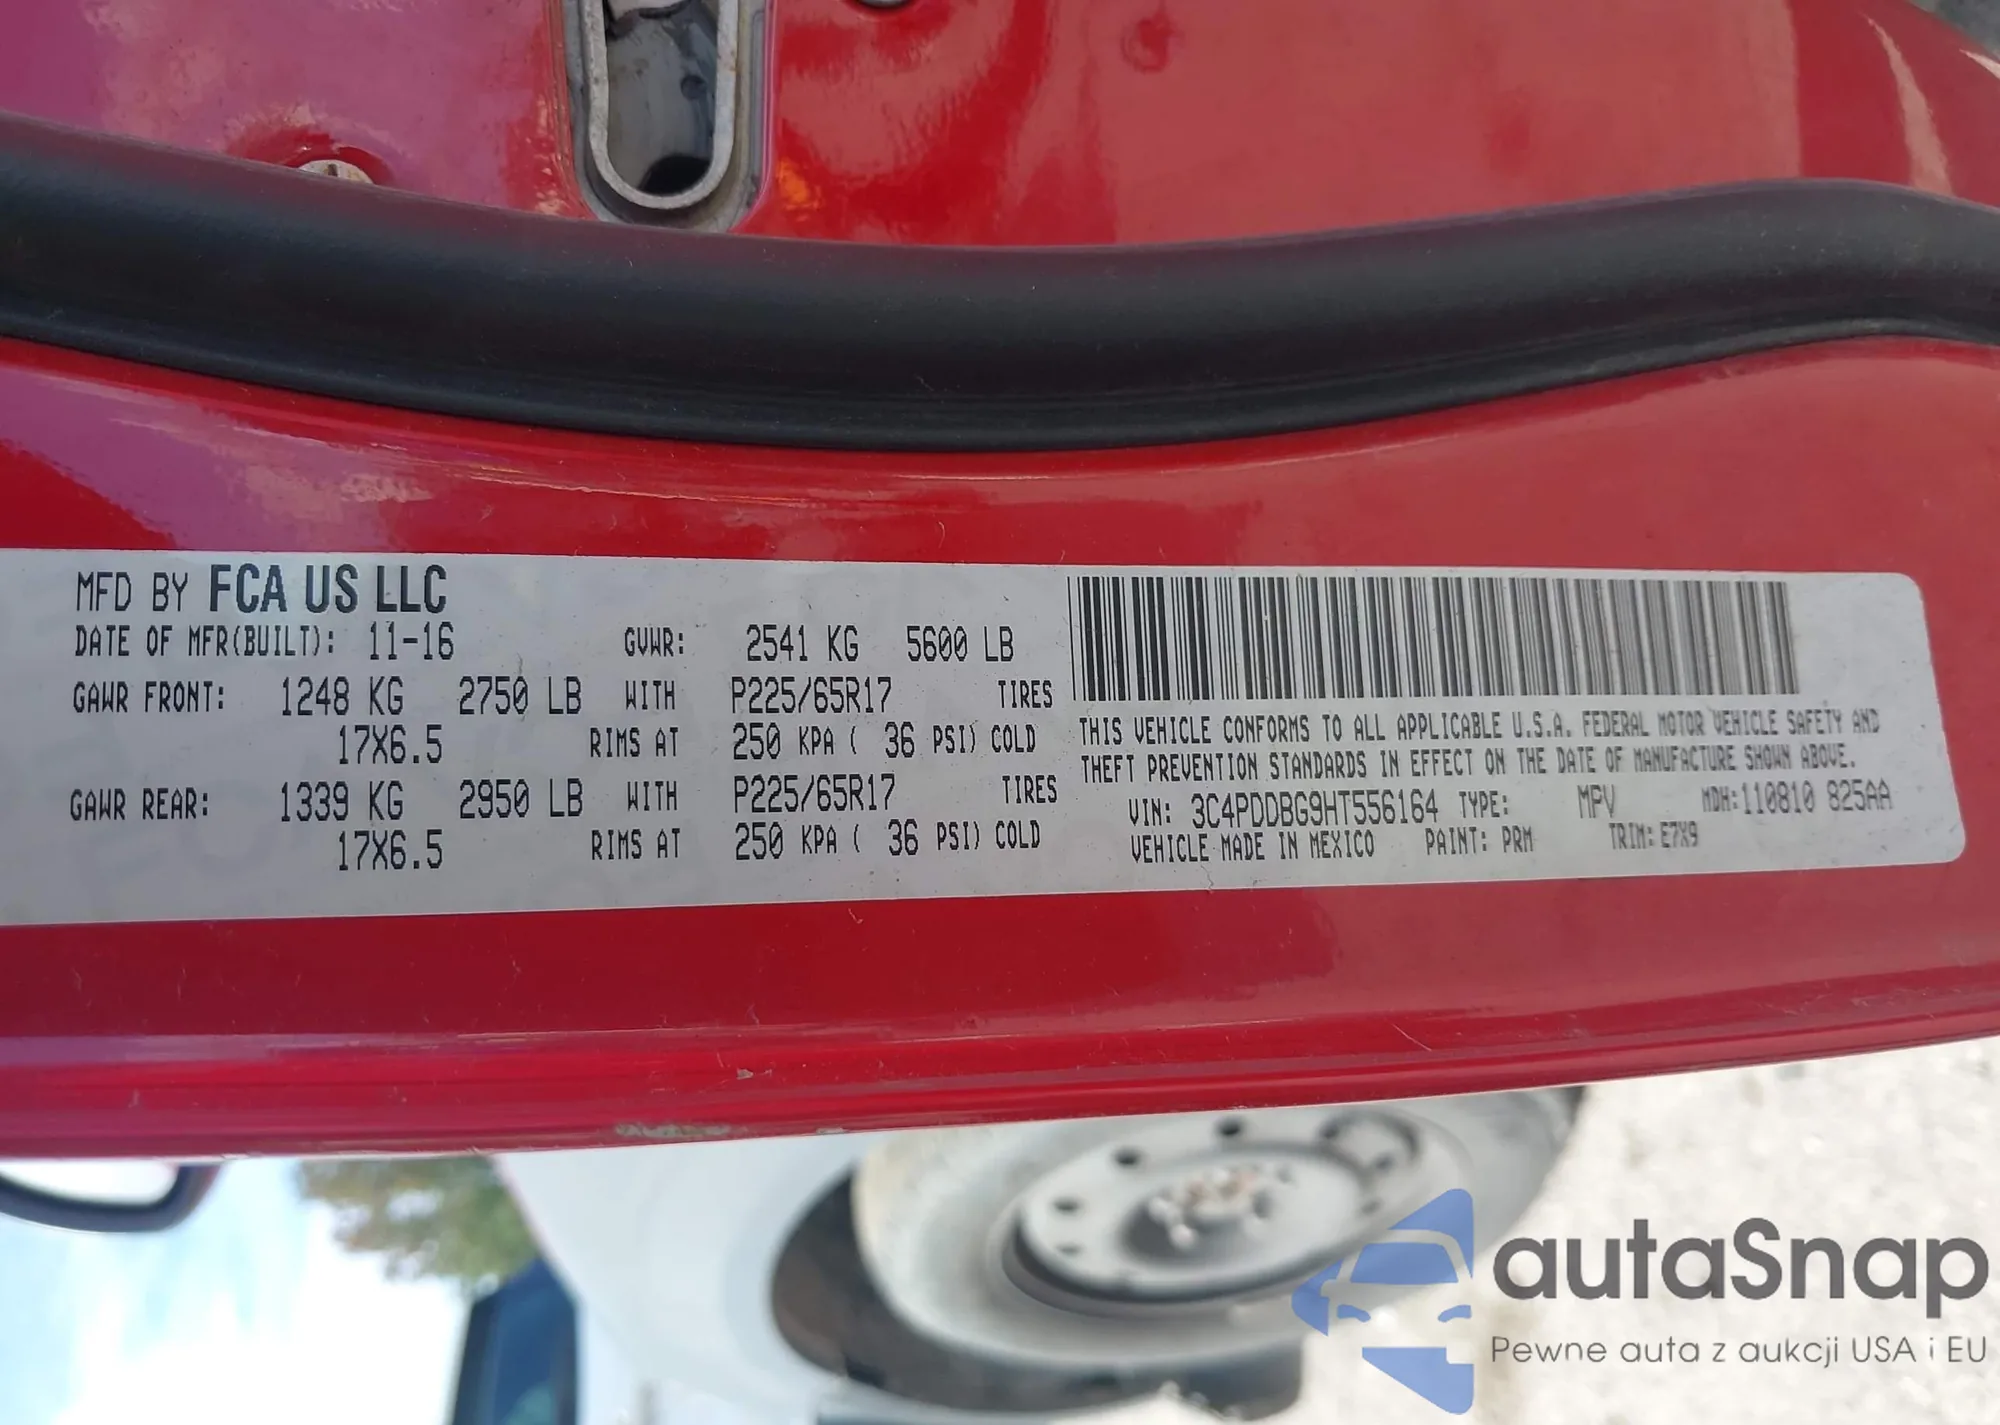 MFD BY FCA US LLC
DATE OF MFR(BUILT): 11-16 GVWR: 2541 KG 5600 LB
GAWR FRONT: 1248 KG 2750 LB WITH P225/65R17 TIRES
17X6.5 RIMS AT 250 KPA ( 36 PSI) COLD
GAWR REAR: 1339 KG 2950 LB WITH P225/65R17 TIRES
17X6.5 RIMS AT 250 KPA ( 36 PSI) COLD
THIS VEHICLE CONFORMS TO ALL APPLICABLE U.S.A. FEDERAL MOTOR VEHICLE SAFETY AND
THEFT PREVENTION STANDARDS IN EFFECT ON THE DATE OF MANUFACTURE SHOWN ABOVE.
VIN: 3C4PDDBG9HT556164 TYPE: MPV MDH:110810 825AA
VEHICLE MADE IN MEXICO PAINT: PRM TRIM: E7X9
autaSnap
Pewne auta z aukcji USA i EU